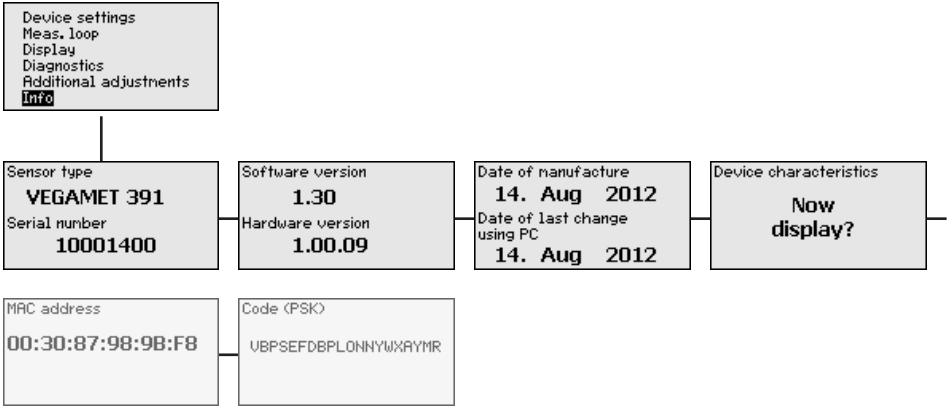 Device settings
Meas. loop
Display
Diagnostics
Additional adjustments
Info
Sensor type
VEGAMET 391
Serial number
10001400
Software version
1.30
Hardware version
1.00.09
Date of manufacture
14. Aug 2012
Date of last change
using PC
14. Aug 2012
Device characteristics
Now
display?
MAC address
00:30:87:98:9B:F8
Code (PSK)
VBPSEFDBPLONNYWXAYMR